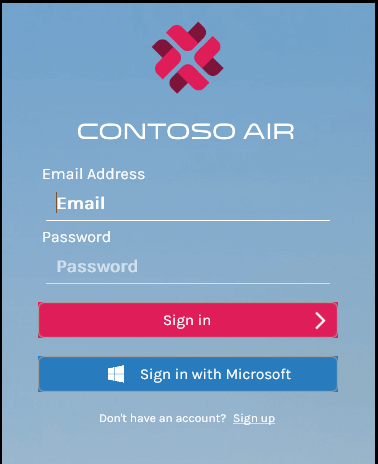 CONTOSO AIR
Email Address
Email
Password
Password
Sign in
Sign in with Microsoft
Don't have an account? Sign up